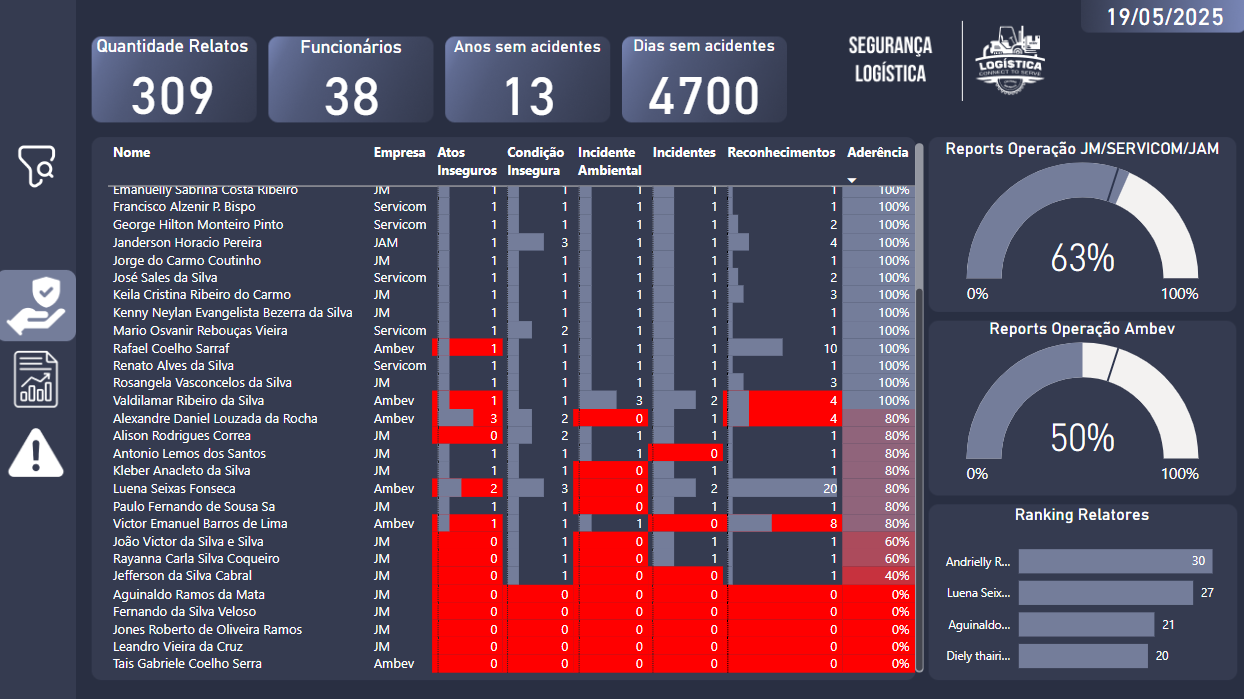 19/05/2025
Quantidade Relatos
309
Funcionários
38
Anos sem acidentes
13
Dias sem acidentes
4700
SEGURANÇA
LOGÍSTICA
LOGÍSTICA
CONNECT TO SERVE
Nome Empresa Atos Inseguros Condição Insegura Incidente Ambiental Incidentes Reconhecimentos Aderência
Emanuelly Sabrina Costa Ribeiro JM 1 1 1 1 1 100%
Francisco Alzenir P. Bispo Servicom 1 1 1 1 1 100%
George Hilton Monteiro Pinto Servicom 1 1 1 1 2 100%
Janderson Horacio Pereira JAM 1 3 1 1 4 100%
Jorge do Carmo Coutinho JM 1 1 1 1 1 100%
José Sales da Silva Servicom 1 1 1 1 2 100%
Keila Cristina Ribeiro do Carmo JM 1 1 1 1 3 100%
Kenny Neylan Evangelista Bezerra da Silva JM 1 1 1 1 1 100%
Mario Osvanir Rebouças Vieira Servicom 1 2 1 1 1 100%
Rafael Coelho Sarraf Ambev 1 1 1 1 10 100%
Renato Alves da Silva Servicom 1 1 1 1 1 100%
Rosangela Vasconcelos da Silva JM 1 1 1 1 3 100%
Valdilamar Ribeiro da Silva Ambev 1 1 3 2 4 100%
Alexandre Daniel Louzada da Rocha Ambev 3 2 0 1 4 80%
Alison Rodrigues Correa JM 0 2 1 1 1 80%
Antonio Lemos dos Santos JM 1 1 1 0 1 80%
Kleber Anacleto da Silva JM 1 1 0 1 1 80%
Luena Seixas Fonseca Ambev 2 3 0 2 20 80%
Paulo Fernando de Sousa Sa JM 1 1 0 1 1 80%
Victor Emanuel Barros de Lima Ambev 1 1 1 0 8 80%
João Victor da Silva e Silva JM 0 1 0 1 1 60%
Rayanna Carla Silva Coqueiro JM 0 1 0 1 1 60%
Jefferson da Silva Cabral JM 0 1 0 0 1 40%
Aguinaldo Ramos da Mata JM 0 0 0 0 0 0%
Fernando da Silva Veloso JM 0 0 0 0 0 0%
Jones Roberto de Oliveira Ramos JM 0 0 0 0 0 0%
Leandro Vieira da Cruz JM 0 0 0 0 0 0%
Tais Gabriele Coelho Serra Ambev 0 0 0 0 0 0%
Reports Operação JM/SERVICOM/JAM
63%
0% 100%
Reports Operação Ambev
50%
0% 100%
Ranking Relatores
Andrielly R... 30
Luena Seix... 27
Aguinaldo... 21
Diely thairi... 20